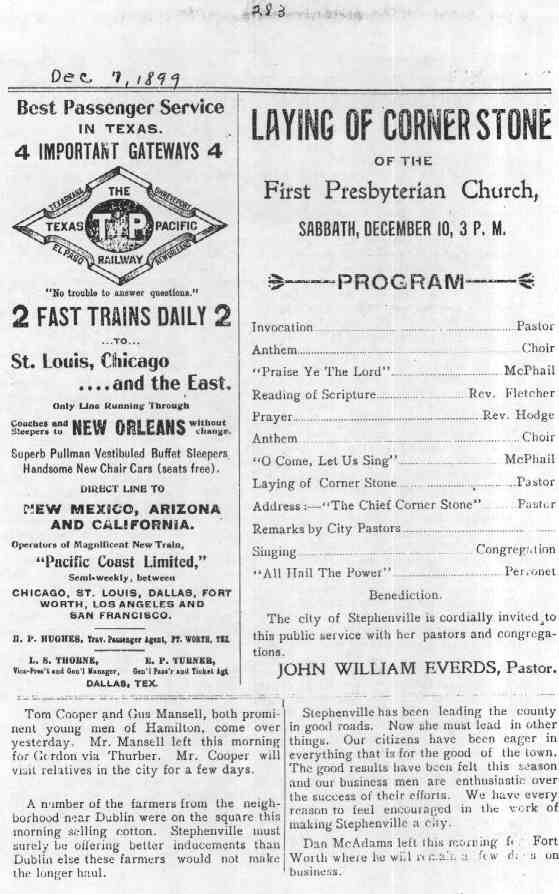 283
Dec 7, 1899
Best Passenger Service
IN TEXAS.
4 IMPORTANT GATEWAYS 4
TEXARKANA
SHREVEPORT
THE
TEXAS T&P PACIFIC
RAILWAY
EL PASO
NEW ORLEANS
"No trouble to answer questions."
2 FAST TRAINS DAILY 2
...TO...
St. Louis, Chicago
....and the East.
Only Line Running Through
Coaches and Sleepers to NEW ORLEANS without change.
Superb Pullman Vestibuled Buffet Sleepers
Handsome New Chair Cars (seats free).
DIRECT LINE TO
NEW MEXICO, ARIZONA
AND CALIFORNIA.
Operators of Magnificent New Train,
"Pacific Coast Limited,"
Semi-weekly, between
CHICAGO, ST. LOUIS, DALLAS, FORT
WORTH, LOS ANGELES AND
SAN FRANCISCO.
H. P. HUGHES, Trav. Passenger Agent, FT. WORTH, TEX
L. S. THORNE, E. P. TURNER,
Vice-Pres't and Gen'l Manager, Gen'l Pass'r and Ticket Agt
DALLAS, TEX.
LAYING OF CORNER STONE
OF THE
First Presbyterian Church,
SABBATH, DECEMBER 10, 3 P. M.
PROGRAM
Invocation Pastor
Anthem Choir
"Praise Ye The Lord" McPhail
Reading of Scripture Rev. Fletcher
Prayer Rev. Hodge
Anthem Choir
"O Come, Let Us Sing" McPhail
Laying of Corner Stone Pastor
Address:—"The Chief Corner Stone" Pastor
Remarks by City Pastors
Singing Congregation
"All Hail The Power" Perronet
Benediction.
The city of Stephenville is cordially invited to
this public service with her pastors and congrega-
tions.
JOHN WILLIAM EVERDS, Pastor.
Tom Cooper and Gus Mansell, both promi-
nent young men of Hamilton, come over
yesterday. Mr. Mansell left this morning
for Gordon via Thurber. Mr. Cooper will
visit relatives in the city for a few days.
A number of the farmers from the neigh-
borhood near Dublin were on the square this
morning selling cotton. Stephenville must
surely be offering better inducements than
Dublin else these farmers would not make
the longer haul.
Stephenville has been leading the county
in good roads. Now she must lead in other
things. Our citizens have been eager in
everything that is for the good of the town.
The good results have been felt this season
and our business men are enthusiastic over
the success of their efforts. We have every
reason to feel encouraged in the work of
making Stephenville a city.
Dan McAdams left this morning for Fort
Worth where he will remain a few days on
business.